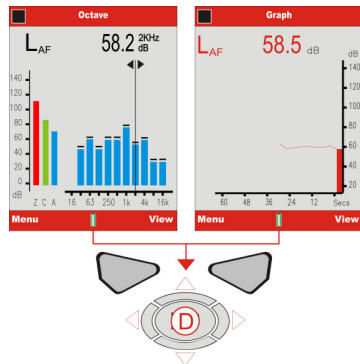 Octave
LAF 58.2 2KHz dB
140
120
100
80
60
40
20
0
dB
Z C A 16 63 250 1k 4k 16k
Menu View
Graph
LAF 58.5 dB
dB
140
120
100
80
60
40
20
60 48 36 24 12 Secs
Menu View
D